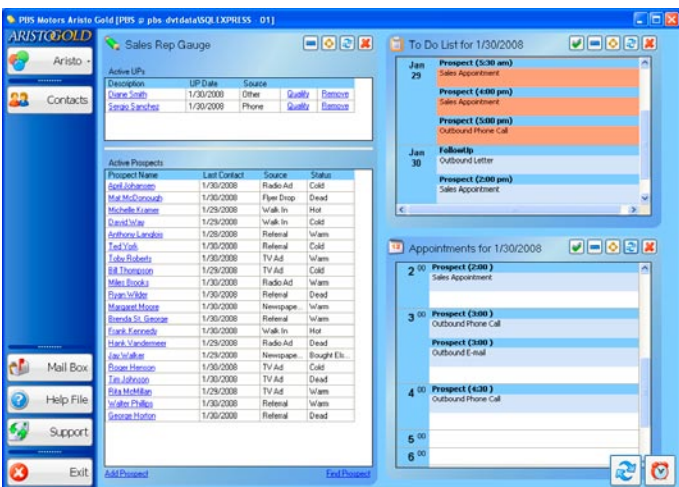 PBS Motors Aristo Gold [PBS @ pbs-dvtdata\SQLEXPRESS - 01]
ARISTOGOLD
Aristo
Contacts
Mail Box
Help File
Support
Exit
Sales Rep Gauge
Active UPs
Description UP Date Source
Diane Smith 1/30/2008 Other Qualify Remove
Sergio Sanchez 1/30/2008 Phone Qualify Remove
Active Prospects
Prospect Name Last Contact Source Status
April Johansen 1/30/2008 Radio Ad Cold
Mat McDonough 1/30/2008 Flyer Drop Dead
Michelle Kramer 1/29/2008 Walk In Hot
David Way 1/29/2008 Walk In Cold
Anthony Langlois 1/28/2008 Referral Warm
Ted York 1/30/2008 Referral Cold
Toby Roberts 1/30/2008 TV Ad Warm
Bill Thompson 1/29/2008 TV Ad Cold
Miles Brooks 1/30/2008 Radio Ad Warm
Ryan Wilder 1/30/2008 Referral Dead
Margaret Moore 1/30/2008 Newspape... Warm
Brenda St. George 1/30/2008 Referral Warm
Frank Kennedy 1/30/2008 Walk In Hot
Hank Vandermeer 1/29/2008 Radio Ad Dead
Jay Walker 1/29/2008 Newspape... Bought Els...
Roger Henson 1/30/2008 TV Ad Cold
Tim Johnson 1/30/2008 TV Ad Dead
Rita McMillan 1/29/2008 TV Ad Warm
Walter Phillips 1/30/2008 Referral Warm
George Horton 1/30/2008 Referral Dead
Add Prospect Find Prospect
To Do List for 1/30/2008
Jan 29
Prospect (5:30 am)
Sales Appointment
Prospect (4:00 pm)
Sales Appointment
Prospect (5:00 pm)
Outbound Phone Call
Jan 30
FollowUp
Outbound Letter
Prospect (2:00 pm)
Sales Appointment
Appointments for 1/30/2008
2 00 Prospect (2:00 )
Sales Appointment
3 00 Prospect (3:00 )
Outbound Phone Call
Prospect (3:00 )
Outbound E-mail
4 00 Prospect (4:30 )
Outbound Phone Call
5 00
6 00